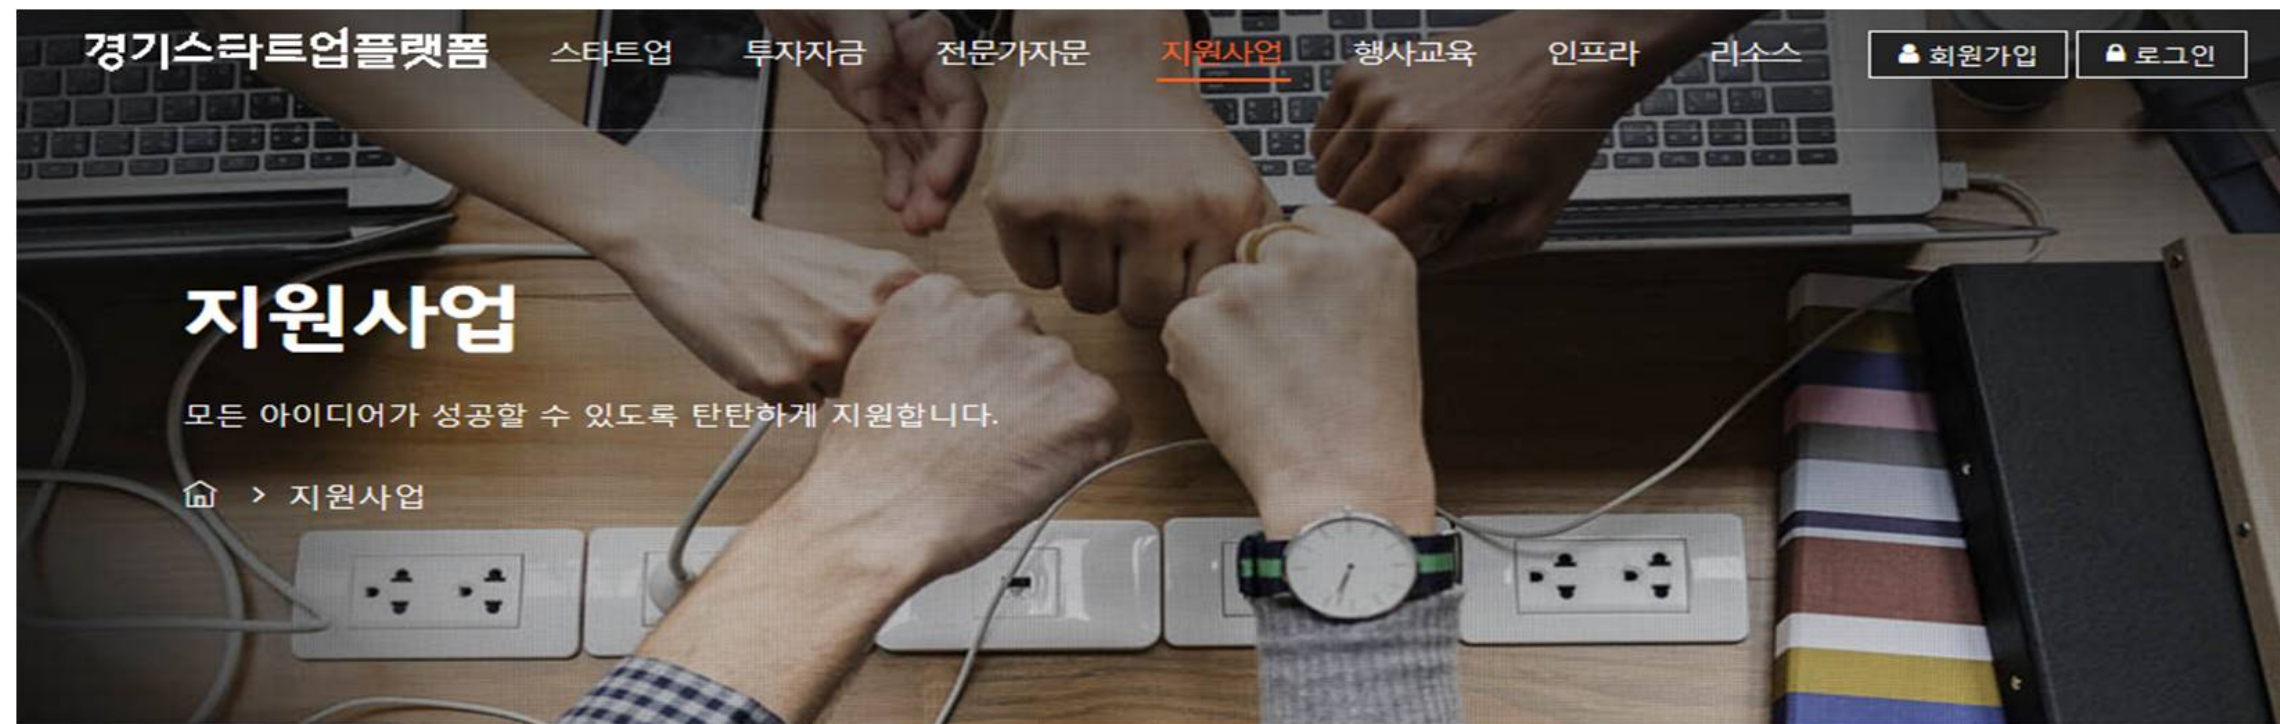 경기스타트업플랫폼 스타트업 투자자금 전문가자문 지원사업 행사교육 인프라 리소스 회원가입 로그인
지원사업
모든 아이디어가 성공할 수 있도록 탄탄하게 지원합니다.
> 지원사업